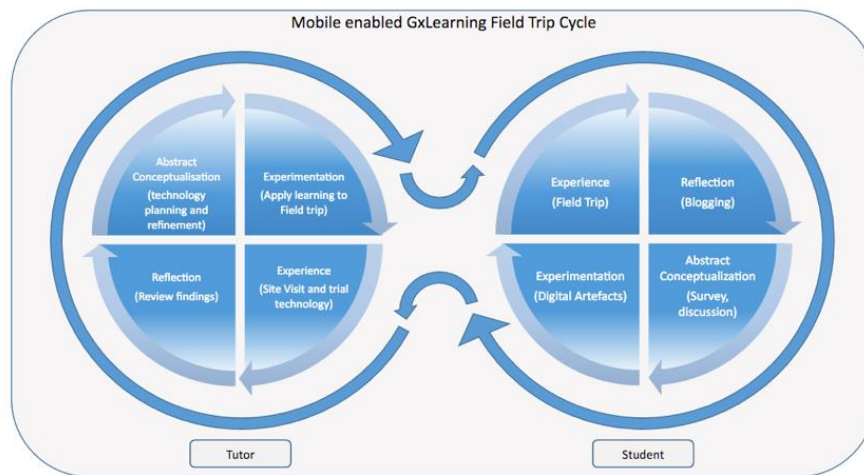 Mobile enabled GxLearning Field Trip Cycle
Abstract
Conceptualisation
(technology
planning and
refinement)
Experimentation
(Apply learning to
Field trip)
Reflection
(Review findings)
Experience
(Site Visit and trial
technology)
Experience
(Field Trip)
Reflection
(Blogging)
Experimentation
(Digital Artefacts)
Abstract
Conceptualization
(Survey,
discussion)
Tutor
Student